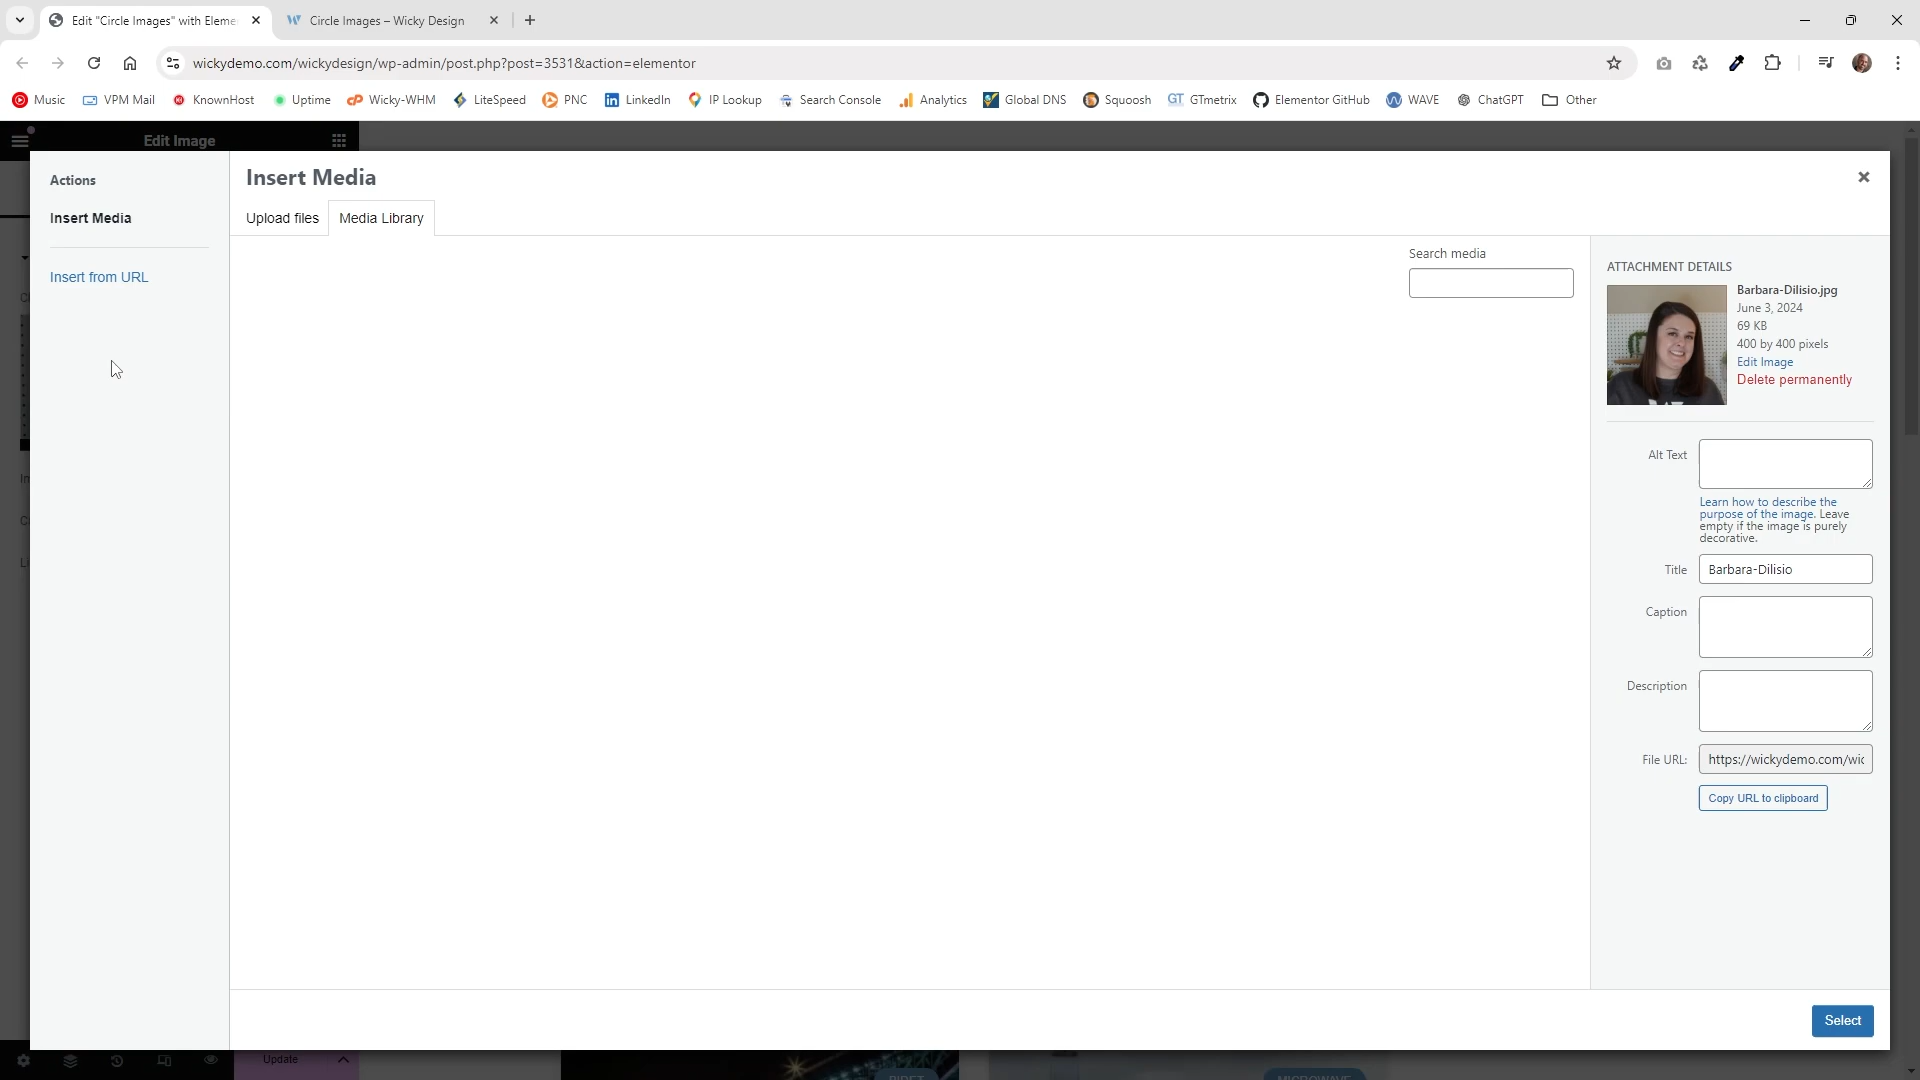 Edit "Circle Images" with Eleme
Circle Images – Wicky Design
wickydemo.com/wickydesign/wp-admin/post.php?post=3531&action=elementor
Music
VPM Mail
KnownHost
Uptime
Wicky-WHM
LiteSpeed
PNC
LinkedIn
IP Lookup
Search Console
Analytics
Global DNS
Squoosh
GTmetrix
Elementor GitHub
WAVE
ChatGPT
Other
Edit Image
Actions
Insert Media
Insert from URL
Insert Media
Upload files
Media Library
Search media
ATTACHMENT DETAILS
Barbara-Dilisio.jpg
June 3, 2024
69 KB
400 by 400 pixels
Edit Image
Delete permanently
Alt Text
Learn how to describe the
purpose of the image. Leave
empty if the image is purely
decorative.
Title
Barbara-Dilisio
Caption
Description
File URL:
https://wickydemo.com/wic
Copy URL to clipboard
Select
Update
MICROWAVE